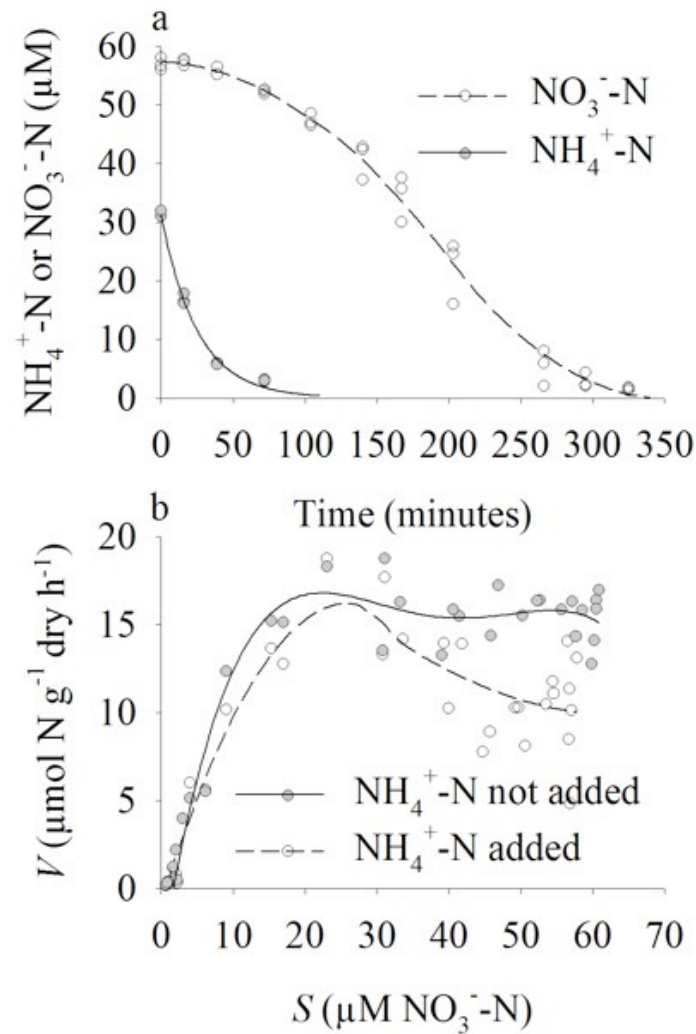 a
NH₄⁺-N or NO₃⁻-N (µM)
60
50
40
30
20
10
0
NO₃⁻-N
NH₄⁺-N
0 50 100 150 200 250 300 350
Time (minutes)
b
V (µmol N g⁻¹ dry h⁻¹)
20
15
10
5
0
NH₄⁺-N not added
NH₄⁺-N added
0 10 20 30 40 50 60 70
S (µM NO₃⁻-N)